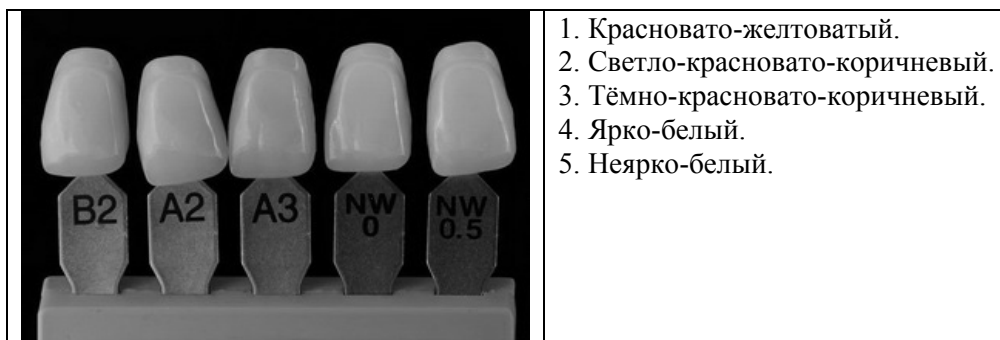 B2 A2 A3 NW NW
0 0.5
1. Красновато-желтоватый.
2. Светло-красновато-коричневый.
3. Тёмно-красновато-коричневый.
4. Ярко-белый.
5. Неярко-белый.